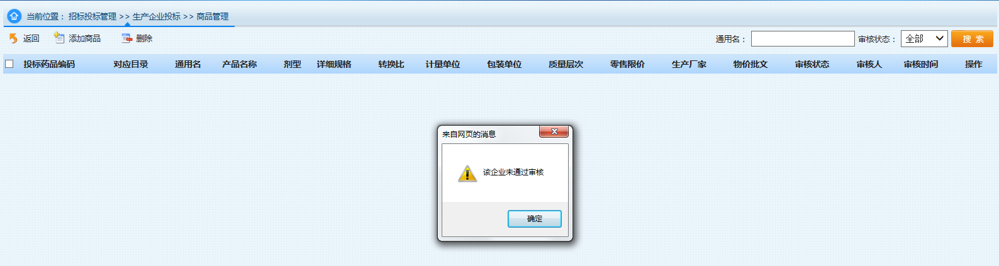 当前位置： 招标投标管理 >> 生产企业投标 >> 商品管理
返回 添加商品 删除 通用名： 审核状态： 全部 搜 索
投标药品编码 对应目录 通用名 产品名称 剂型 详细规格 转换比 计量单位 包装单位 质量层次 零售限价 生产厂家 物价批文 审核状态 审核人 审核时间 操作
来自网页的消息
该企业未通过审核
确定